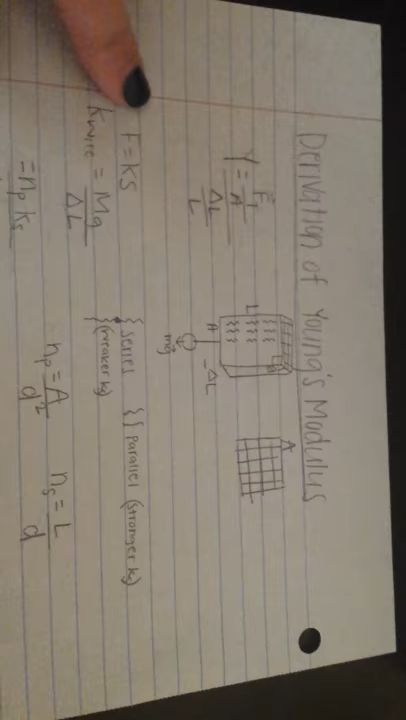 Derivation of Young's Modulus
Y = F/A
ΔL/L
L
A
A
-ΔL
mg
F = ks
{ series }} parallel (stronger k)
{ (weaker k)
Kwire = Mg/ΔL
np = A/d² ns = L/d
= np ks